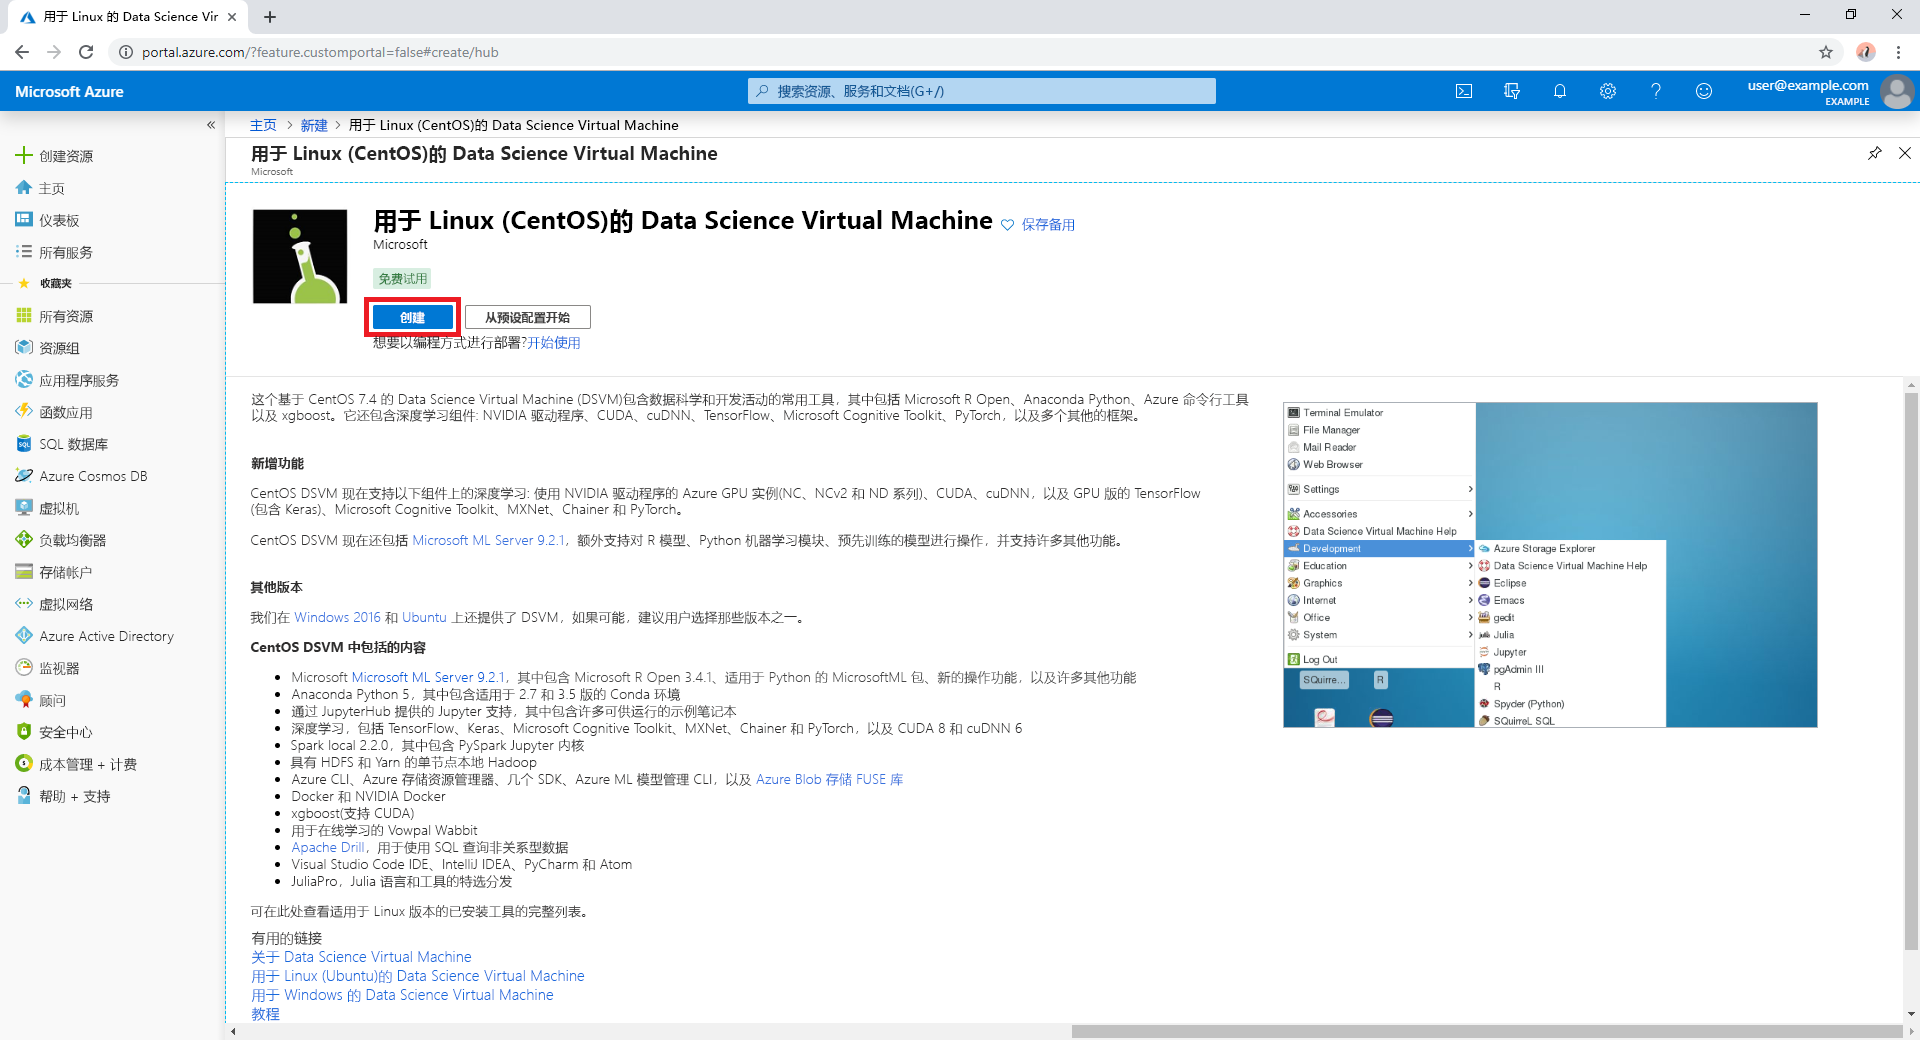 用于 Linux 的 Data Science Vir
portal.azure.com/?feature.customportal=false#create/hub
Microsoft Azure
搜索资源、服务和文档(G+/)
user@example.com
EXAMPLE
主页 > 新建 > 用于 Linux (CentOS)的 Data Science Virtual Machine
用于 Linux (CentOS)的 Data Science Virtual Machine
Microsoft
创建资源
主页
仪表板
所有服务
收藏夹
所有资源
资源组
应用程序服务
函数应用
SQL 数据库
Azure Cosmos DB
虚拟机
负载均衡器
存储帐户
虚拟网络
Azure Active Directory
监视器
顾问
安全中心
成本管理 + 计费
帮助 + 支持
用于 Linux (CentOS)的 Data Science Virtual Machine 保存备用
Microsoft
免费试用
创建 从预设配置开始
想要以编程方式进行部署?开始使用
这个基于 CentOS 7.4 的 Data Science Virtual Machine (DSVM)包含数据科学和开发活动的常用工具，其中包括 Microsoft R Open、Anaconda Python、Azure 命令行工具
以及 xgboost。它还包含深度学习组件: NVIDIA 驱动程序、CUDA、cuDNN、TensorFlow、Microsoft Cognitive Toolkit、PyTorch，以及多个其他的框架。
新增功能
CentOS DSVM 现在支持以下组件上的深度学习: 使用 NVIDIA 驱动程序的 Azure GPU 实例(NC、NCv2 和 ND 系列)、CUDA、cuDNN，以及 GPU 版的 TensorFlow
(包含 Keras)、Microsoft Cognitive Toolkit、MXNet、Chainer 和 PyTorch。
CentOS DSVM 现在还包括 Microsoft ML Server 9.2.1，额外支持对 R 模型、Python 机器学习模块、预先训练的模型进行操作，并支持许多其他功能。
其他版本
我们在 Windows 2016 和 Ubuntu 上还提供了 DSVM，如果可能，建议用户选择那些版本之一。
CentOS DSVM 中包括的内容
• Microsoft Microsoft ML Server 9.2.1，其中包含 Microsoft R Open 3.4.1、适用于 Python 的 MicrosoftML 包、新的操作功能，以及许多其他功能
• Anaconda Python 5，其中包含适用于 2.7 和 3.5 版的 Conda 环境
• 通过 JupyterHub 提供的 Jupyter 支持，其中包含许多可供运行的示例笔记本
• 深度学习，包括 TensorFlow、Keras、Microsoft Cognitive Toolkit、MXNet、Chainer 和 PyTorch，以及 CUDA 8 和 cuDNN 6
• Spark local 2.2.0，其中包含 PySpark Jupyter 内核
• 具有 HDFS 和 Yarn 的单节点本地 Hadoop
• Azure CLI、Azure 存储资源管理器、几个 SDK、Azure ML 模型管理 CLI，以及 Azure Blob 存储 FUSE 库
• Docker 和 NVIDIA Docker
• xgboost(支持 CUDA)
• 用于在线学习的 Vowpal Wabbit
• Apache Drill，用于使用 SQL 查询非关系型数据
• Visual Studio Code IDE、IntelliJ IDEA、PyCharm 和 Atom
• JuliaPro，Julia 语言和工具的特选分发
可在此处查看适用于 Linux 版本的已安装工具的完整列表。
有用的链接
关于 Data Science Virtual Machine
用于 Linux (Ubuntu)的 Data Science Virtual Machine
用于 Windows 的 Data Science Virtual Machine
教程
Terminal Emulator
File Manager
Mail Reader
Web Browser
Settings
Accessories
Data Science Virtual Machine Help
Development
Education
Graphics
Internet
Office
System
Log Out
SQuirre...
R
Azure Storage Explorer
Data Science Virtual Machine Help
Eclipse
Emacs
gedit
Julia
Jupyter
pgAdmin III
R
Spyder (Python)
SQuirreL SQL